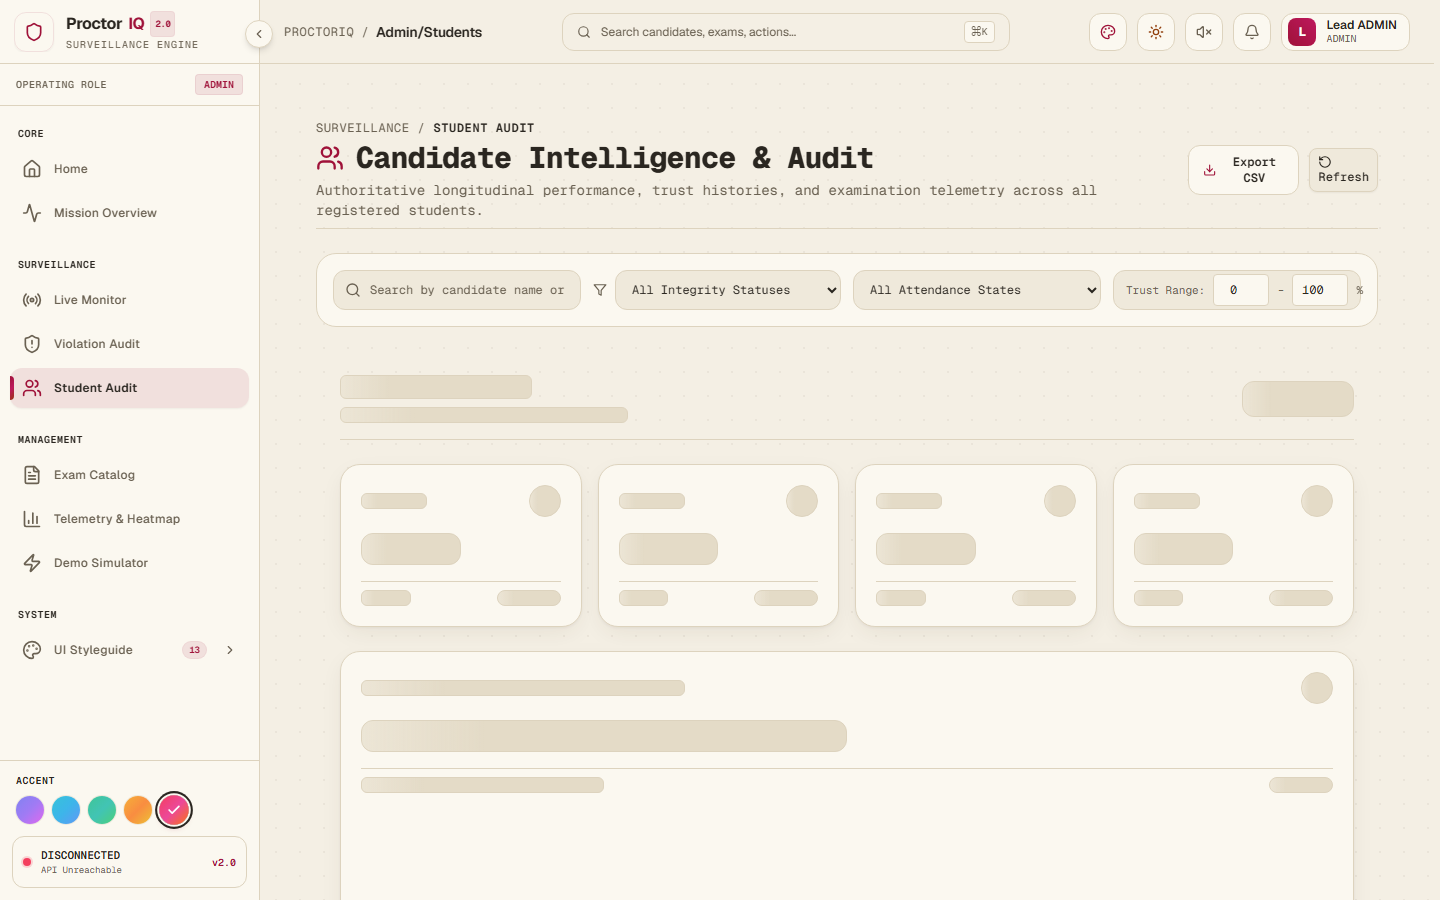 Proctor IQ 2.0
SURVEILLANCE ENGINE
PROCTORIQ / Admin/Students
Search candidates, exams, actions...
⌘K
L
Lead ADMIN
ADMIN
OPERATING ROLE
ADMIN
CORE
Home
Mission Overview
SURVEILLANCE
Live Monitor
Violation Audit
Student Audit
MANAGEMENT
Exam Catalog
Telemetry & Heatmap
Demo Simulator
SYSTEM
UI Styleguide
13
ACCENT
DISCONNECTED
API Unreachable
v2.0
SURVEILLANCE / STUDENT AUDIT
Candidate Intelligence & Audit
Authoritative longitudinal performance, trust histories, and examination telemetry across all
registered students.
Export
CSV
Refresh
Search by candidate name or
All Integrity Statuses
All Attendance States
Trust Range:
0
-
100
%